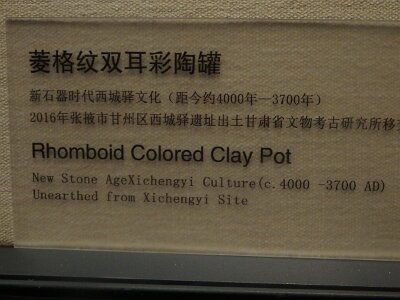 菱格纹双耳彩陶罐
新石器时代西城驿文化（距今约4000年—3700年）
2016年张掖市甘州区西城驿遗址出土甘肃省文物考古研究所移交
Rhomboid Colored Clay Pot
New Stone AgeXichengyi Culture(c.4000 -3700 AD)
Unearthed from Xichengyi Site